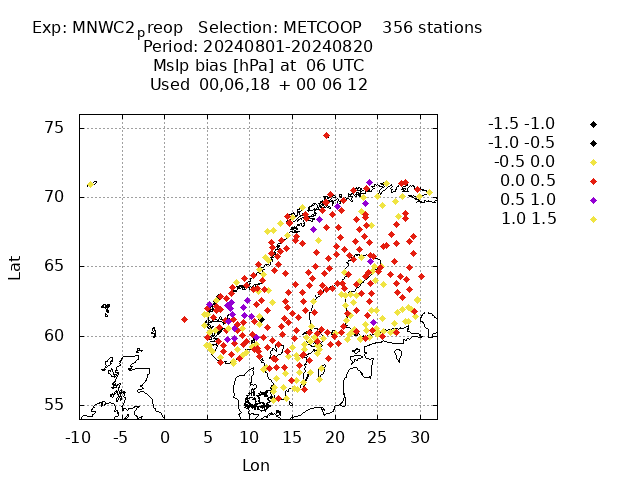 Exp: MNWC2preop Selection: METCOOP 356 stations
Period: 20240801-20240820
Mslp bias [hPa] at 06 UTC
Used 00,06,18 + 00 06 12
-1.5 -1.0
-1.0 -0.5
-0.5 0.0
0.0 0.5
0.5 1.0
1.0 1.5
75
70
65
60
55
Lat
-10 -5 0 5 10 15 20 25 30
Lon